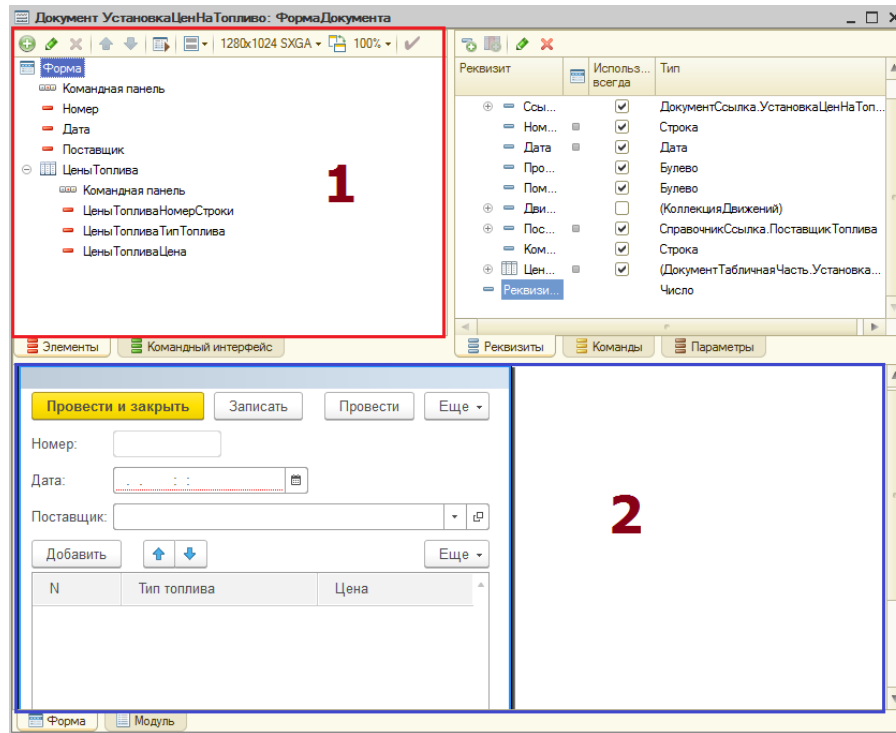 Документ УстановкаЦенНаТопливо: ФормаДокумента
1280x1024 SXGA 100%
Форма
Командная панель
Номер
Дата
Поставщик
ЦеныТоплива
Командная панель
ЦеныТопливаНомерСтроки
ЦеныТопливаТипТоплива
ЦеныТопливаЦена
1
Элементы Командный интерфейс
Реквизит Использ... всегда Тип
Ссы... ДокументСсылка.УстановкаЦенНаТоп...
Ном... Строка
Дата Дата
Про... Булево
Пом... Булево
Дви... (КоллекцияДвижений)
Пос... СправочникСсылка.ПоставщикТоплива
Ком... Строка
Цен... (ДокументТабличнаяЧасть.Установка...
Реквизи... Число
Реквизиты Команды Параметры
Провести и закрыть Записать Провести Еще
Номер:
Дата: . . : :
Поставщик:
Добавить Еще
N Тип топлива Цена
2
Форма Модуль